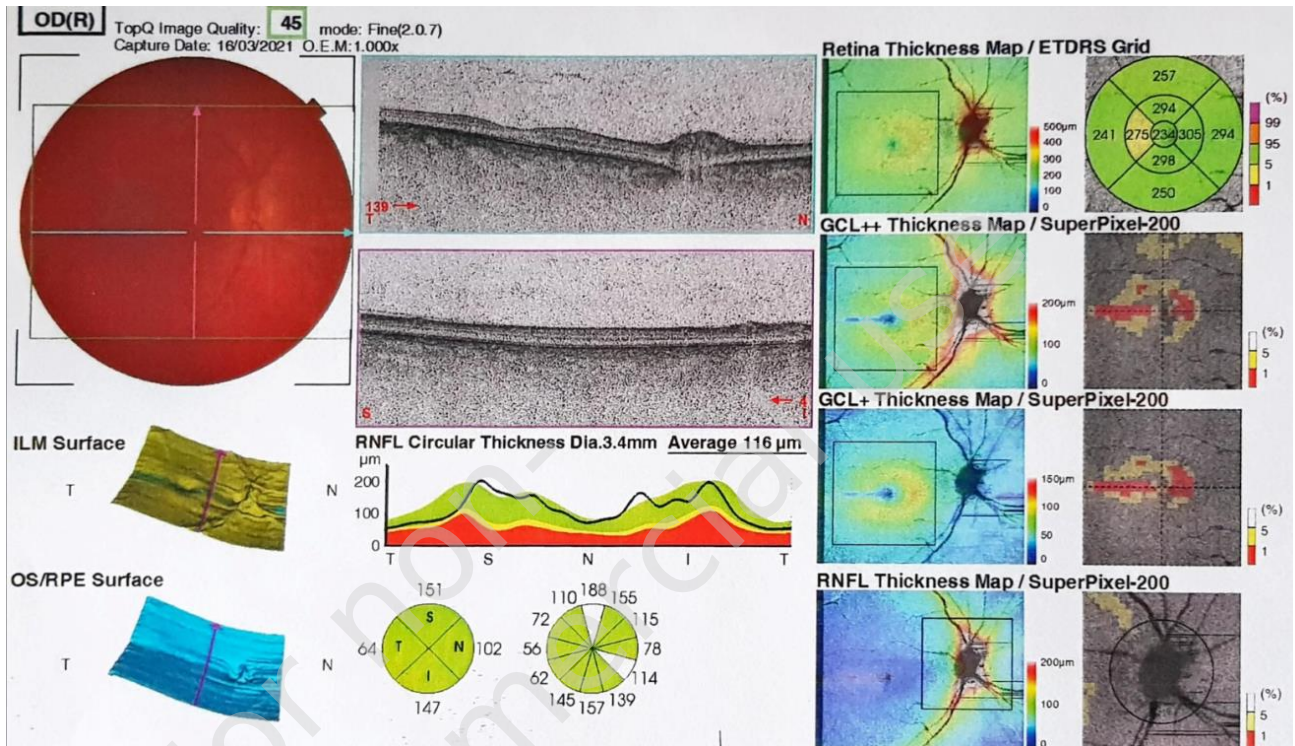 OD(R)
TopQ Image Quality: 45 mode: Fine(2.0.7)
Capture Date: 16/03/2021 O.E.M:1.000x
139
T
N
S
4
Retina Thickness Map / ETDRS Grid
500µm
400
300
200
100
0
257
294
241 275 234 305 294
298
250
(%)
99
95
5
1
GCL++ Thickness Map / SuperPixel-200
200µm
100
0
(%)
5
1
GCL+ Thickness Map / SuperPixel-200
150µm
100
50
0
(%)
5
1
RNFL Thickness Map / SuperPixel-200
200µm
100
0
(%)
5
1
ILM Surface
T
N
OS/RPE Surface
T
N
RNFL Circular Thickness Dia.3.4mm Average 116 µm
µm
200
100
0
T S N I T
151
S
64 T N 102
I
147
110 188 155
72 115
56 78
62 114
145 157 139
for non-commercial